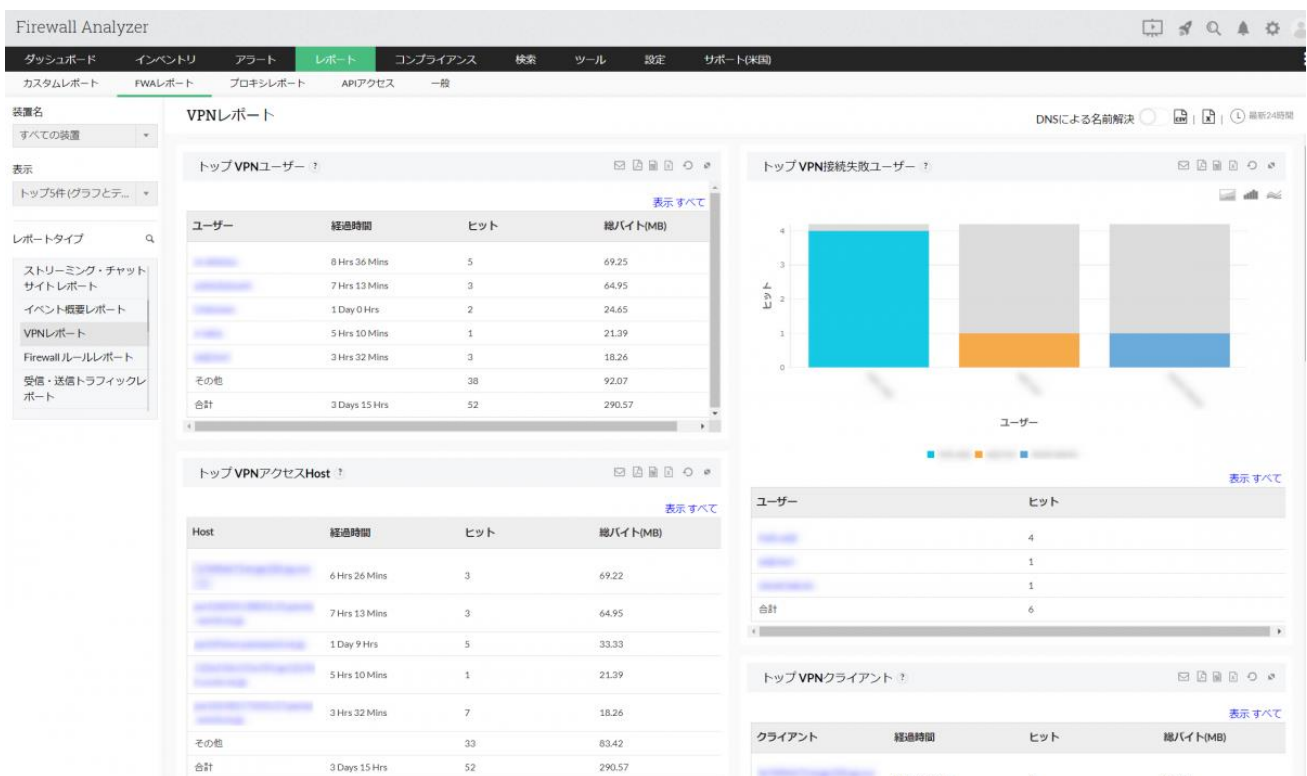 Firewall Analyzer
ダッシュボード インベントリ アラート レポート コンプライアンス 検索 ツール 設定 サポート(米国)
カスタムレポート FWAレポート プロキシレポート APIアクセス 一般
装置名
すべての装置
表示
トップ5件(グラフとテ...
レポートタイプ
ストリーミング・チャット
サイトレポート
イベント概要レポート
VPNレポート
Firewall ルールレポート
受信・送信トラフィックレ
ポート
VPNレポート
DNSによる名前解決 | | 最新24時間
トップ VPNユーザー ?
表示 すべて
ユーザー 経過時間 ヒット 総バイト(MB)
8 Hrs 36 Mins 5 69.25
7 Hrs 13 Mins 3 64.95
1 Day 0 Hrs 2 24.65
5 Hrs 10 Mins 1 21.39
3 Hrs 32 Mins 3 18.26
その他 38 92.07
合計 3 Days 15 Hrs 52 290.57
トップ VPNアクセスHost ?
表示 すべて
Host 経過時間 ヒット 総バイト(MB)
6 Hrs 26 Mins 3 69.22
7 Hrs 13 Mins 3 64.95
1 Day 9 Hrs 5 33.33
5 Hrs 10 Mins 1 21.39
3 Hrs 32 Mins 7 18.26
その他 33 83.42
合計 3 Days 15 Hrs 52 290.57
トップ VPN接続失敗ユーザー ?
ヒット
4
3
2
1
0
ユーザー
表示 すべて
ユーザー ヒット
4
1
1
合計 6
トップ VPNクライアント ?
表示 すべて
クライアント 経過時間 ヒット 総バイト(MB)